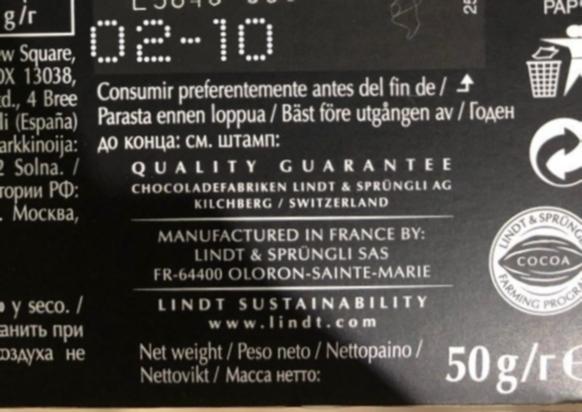 g/r
02-10
25
PAP
ew Square,
OX 13038,
td., 4 Bree
li (España)
arkkinoija:
2 Solna. /
тории РФ:
. Москва,
y seco. /
анить при
оздуха не
Consumir preferentemente antes del fin de /
Parasta ennen loppua / Bäst före utgången av / Годен
до конца: см. штамп:
QUALITY GUARANTEE
CHOCOLADEFABRIKEN LINDT & SPRÜNGLI AG
KILCHBERG / SWITZERLAND
MANUFACTURED IN FRANCE BY:
LINDT & SPRÜNGLI SAS
FR-64400 OLORON-SAINTE-MARIE
LINDT SUSTAINABILITY
www.lindt.com
Net weight / Peso neto / Nettopaino /
Nettovikt / Масса нетто:
50g/г e
LINDT & SPRÜNG
COCOA
FARMING PROGR